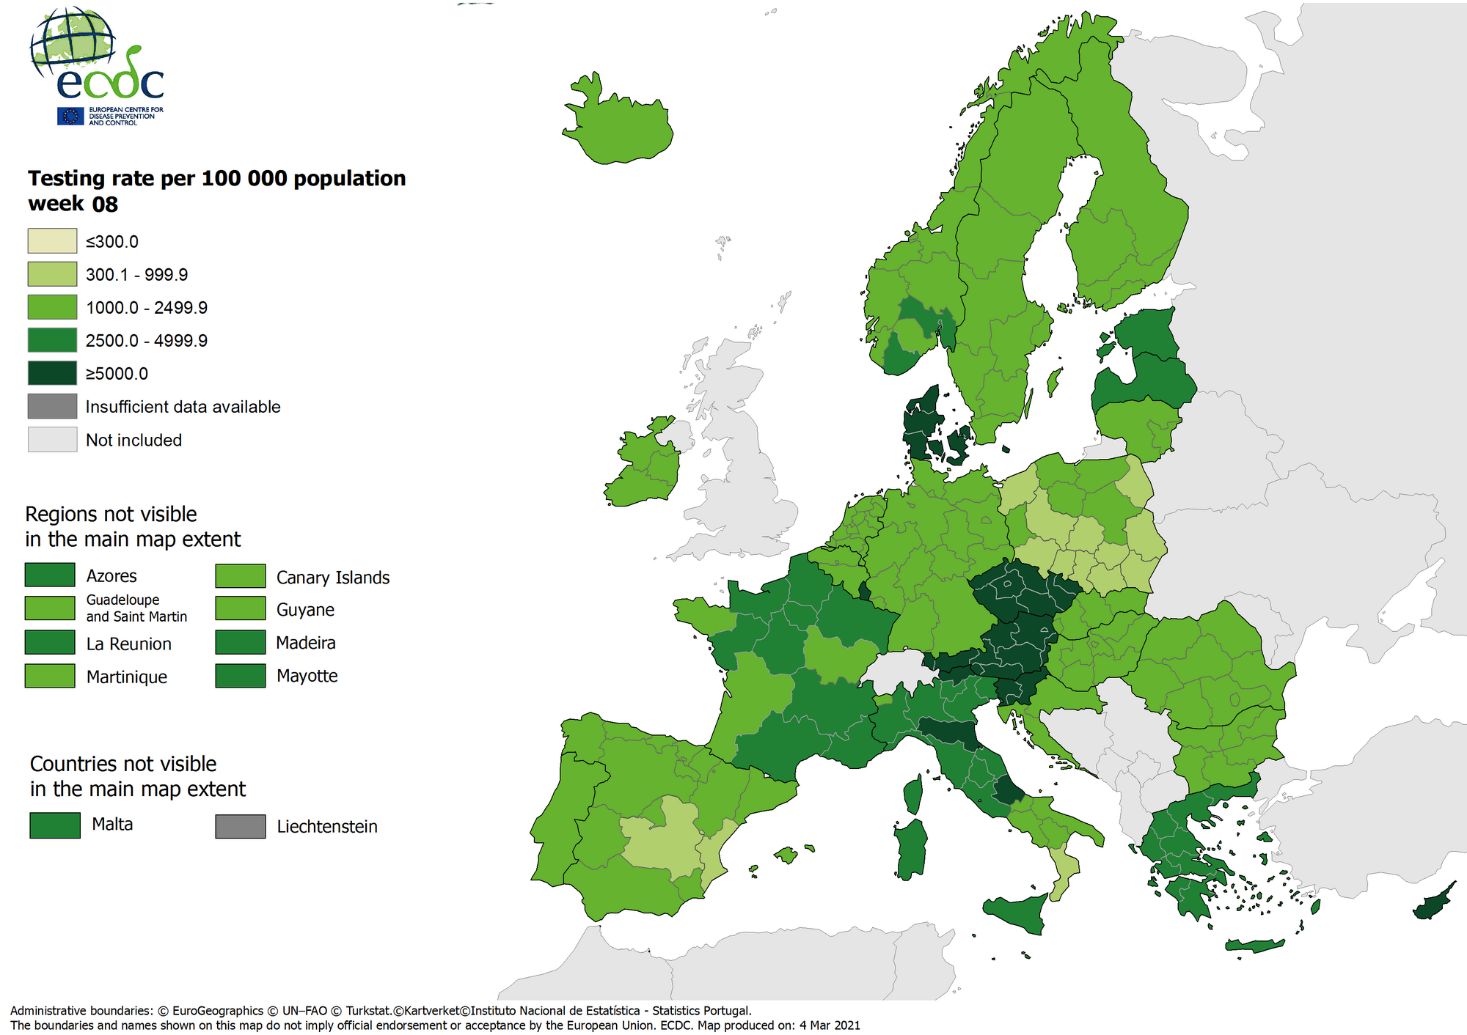 ecdc
EUROPEAN CENTRE FOR
DISEASE PREVENTION
AND CONTROL
Testing rate per 100 000 population
week 08
≤300.0
300.1 - 999.9
1000.0 - 2499.9
2500.0 - 4999.9
≥5000.0
Insufficient data available
Not included
Regions not visible
in the main map extent
Azores
Canary Islands
Guadeloupe
and Saint Martin
Guyane
La Reunion
Madeira
Martinique
Mayotte
Countries not visible
in the main map extent
Malta
Liechtenstein
Administrative boundaries: © EuroGeographics © UN–FAO © Turkstat.©Kartverket©Instituto Nacional de Estatística - Statistics Portugal.
The boundaries and names shown on this map do not imply official endorsement or acceptance by the European Union. ECDC. Map produced on: 4 Mar 2021